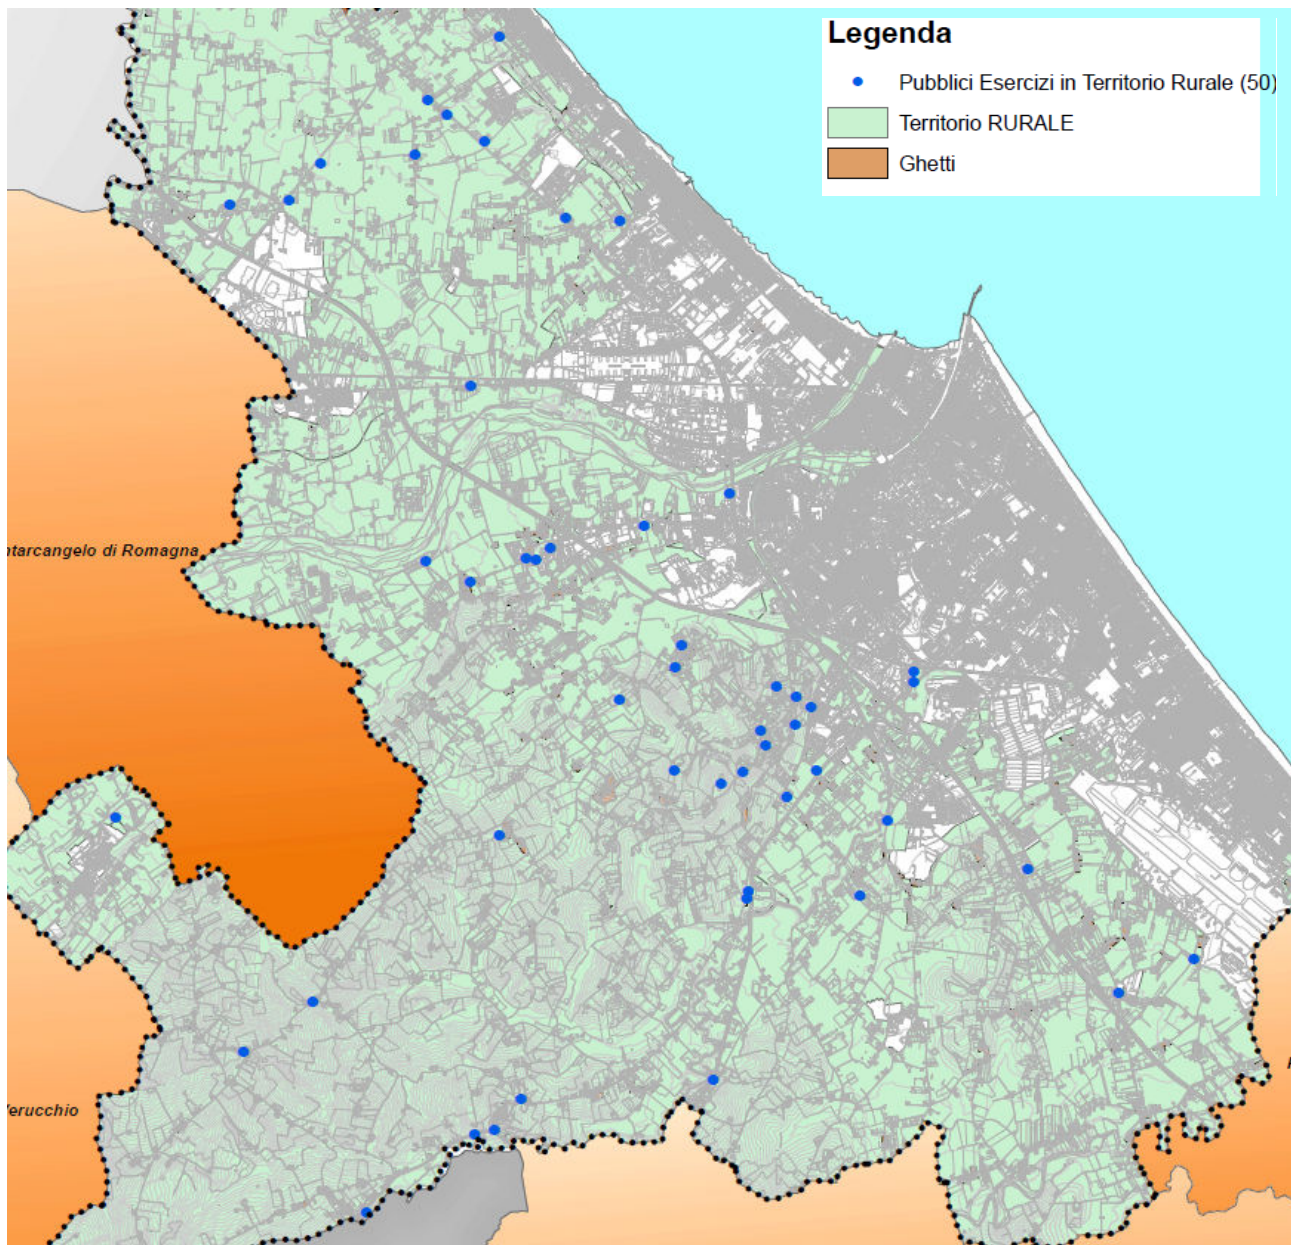 Legenda
Pubblici Esercizi in Territorio Rurale (50)
Territorio RURALE
Ghetti
ntarcangelo di Romagna
erucchio